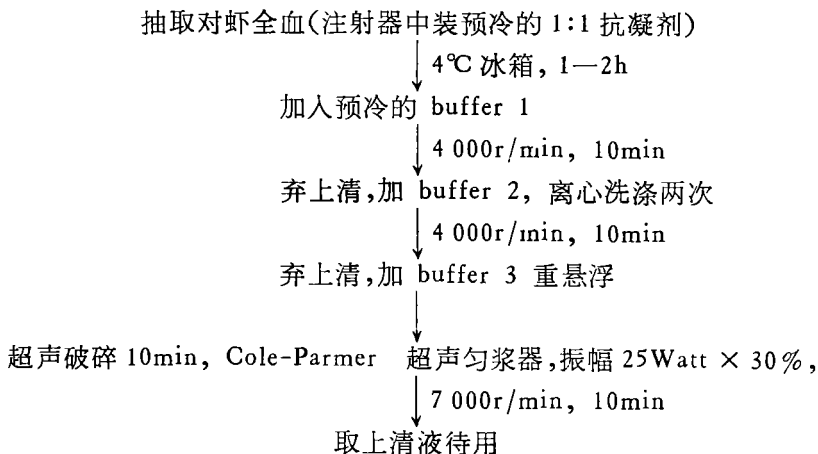 抽取对虾全血(注射器中装预冷的 1:1 抗凝剂)
4℃ 冰箱, 1—2h
加入预冷的 buffer 1
4 000r/min, 10min
弃上清,加 buffer 2, 离心洗涤两次
4 000r/min, 10min
弃上清,加 buffer 3 重悬浮
超声破碎 10min, Cole-Parmer 超声匀浆器,振幅 25Watt × 30%,
7 000r/min, 10min
取上清液待用